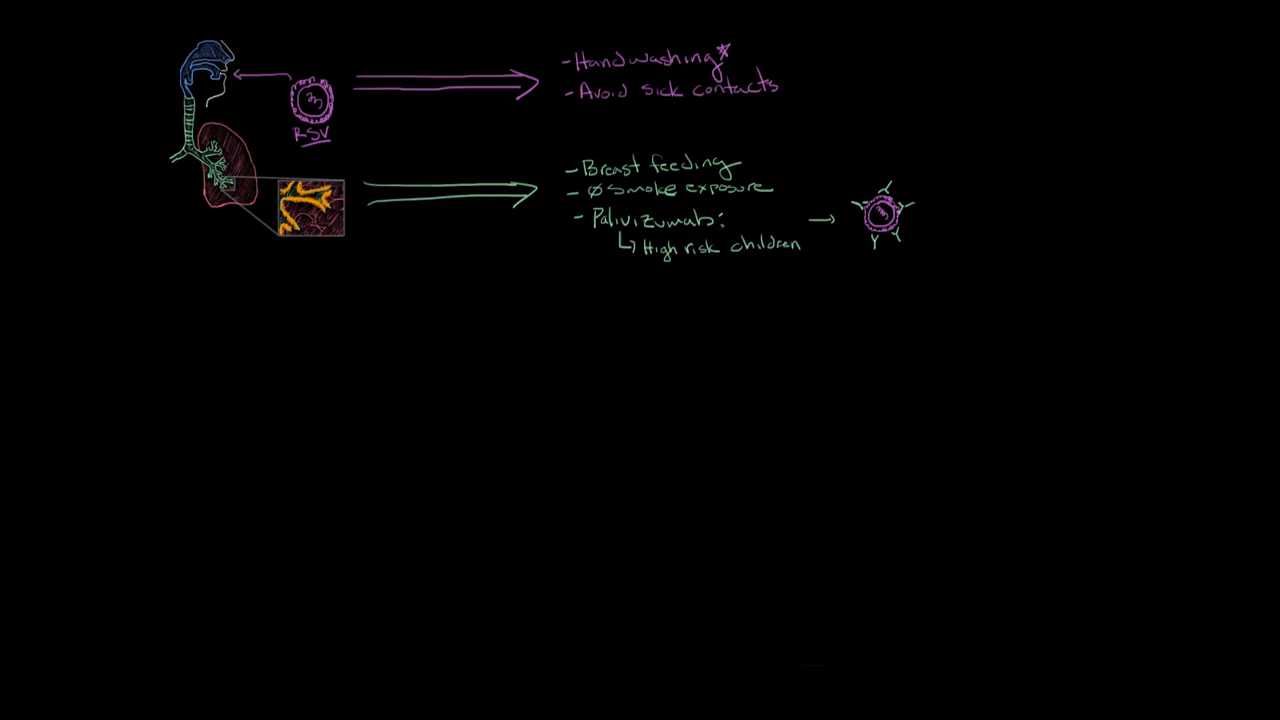 - Handwashing*
- Avoid sick contacts
RSV
- Breast feeding
- Ø smoke exposure
- Palivizumab:
↳ High risk children